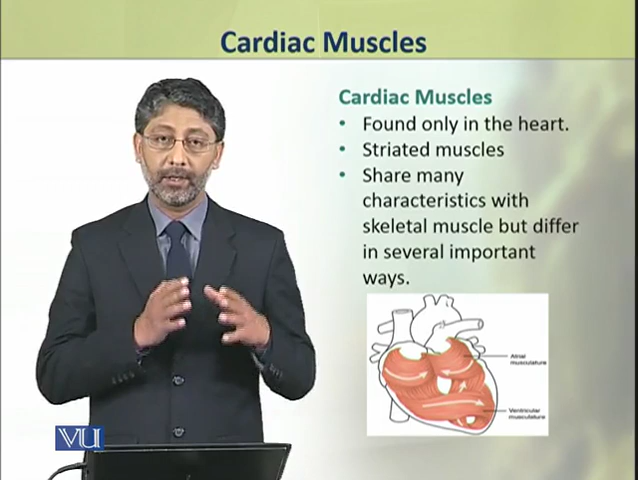 Cardiac Muscles
Cardiac Muscles
• Found only in the heart.
• Striated muscles
• Share many
characteristics with
skeletal muscle but differ
in several important
ways.
Atrial
musculature
Ventricular
musculature
VU